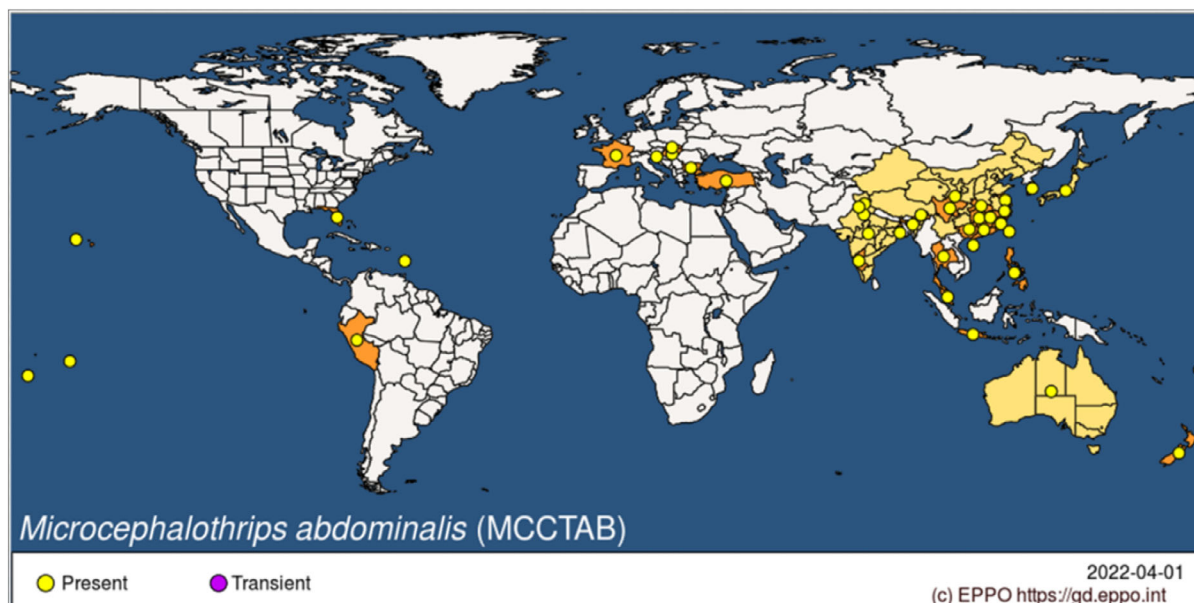 Microcephalothrips abdominalis (MCCTAB)
Present
Transient
2022-04-01
(c) EPPO https://gd.eppo.int